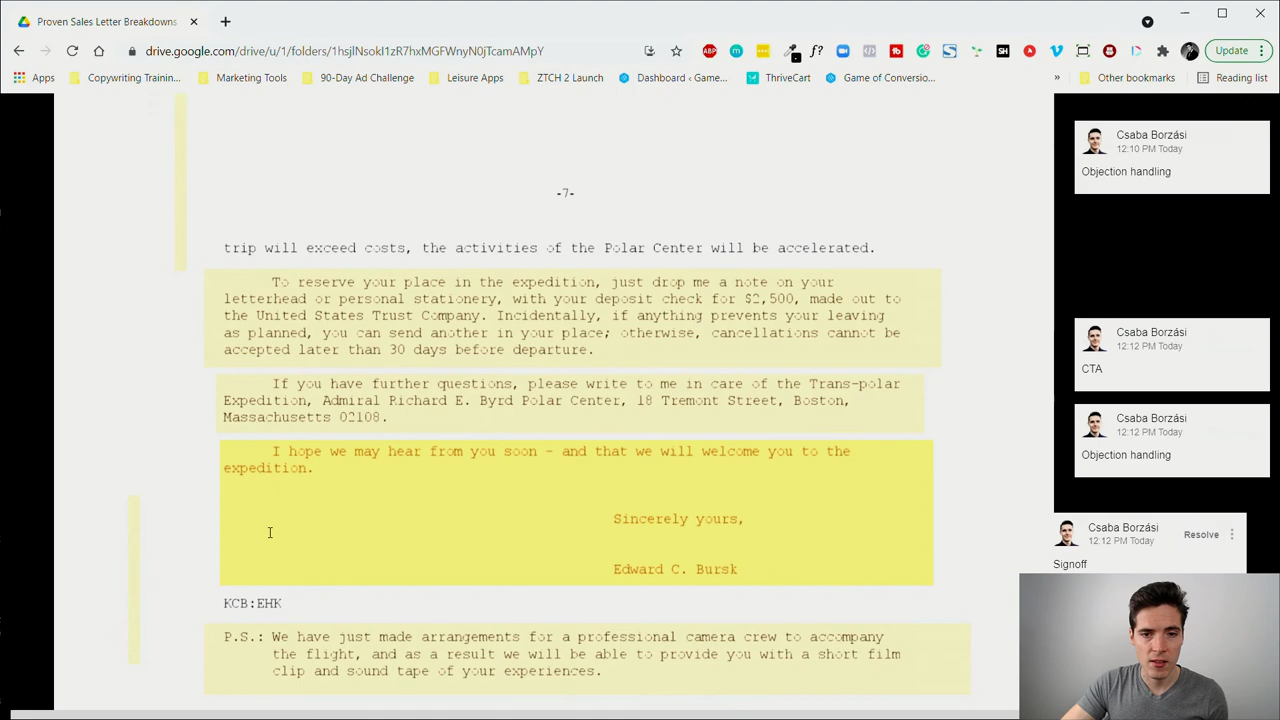 Proven Sales Letter Breakdowns
drive.google.com/drive/u/1/folders/1hsjlNsokI1zR7hxMGFWnyN0jTcamAMpY
Update
Apps
Copywriting Trainin...
Marketing Tools
90-Day Ad Challenge
Leisure Apps
ZTCH 2 Launch
Dashboard ‹ Game...
ThriveCart
Game of Conversio...
Other bookmarks
Reading list
-7-
trip will exceed costs, the activities of the Polar Center will be accelerated.
To reserve your place in the expedition, just drop me a note on your
letterhead or personal stationery, with your deposit check for $2,500, made out to
the United States Trust Company. Incidentally, if anything prevents your leaving
as planned, you can send another in your place; otherwise, cancellations cannot be
accepted later than 30 days before departure.
If you have further questions, please write to me in care of the Trans-polar
Expedition, Admiral Richard E. Byrd Polar Center, 18 Tremont Street, Boston,
Massachusetts 02108.
I hope we may hear from you soon - and that we will welcome you to the
expedition.
Sincerely yours,
Edward C. Bursk
KCB:EHK
P.S.: We have just made arrangements for a professional camera crew to accompany
the flight, and as a result we will be able to provide you with a short film
clip and sound tape of your experiences.
Csaba Borzási
12:10 PM Today
Objection handling
Csaba Borzási
12:12 PM Today
CTA
Csaba Borzási
12:12 PM Today
Objection handling
Csaba Borzási
12:12 PM Today
Resolve
Signoff